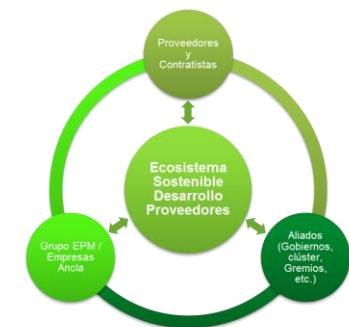 Proveedores
y
Contratistas
Ecosistema
Sostenible
Desarrollo
Proveedores
Grupo EPM /
Empresas
Ancla
Aliados
(Gobiernos,
clúster,
Gremios,
etc.)